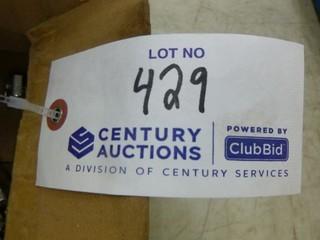 LOT NO
429
CENTURY AUCTIONS
POWERED BY
ClubBid
A DIVISION OF CENTURY SERVICES